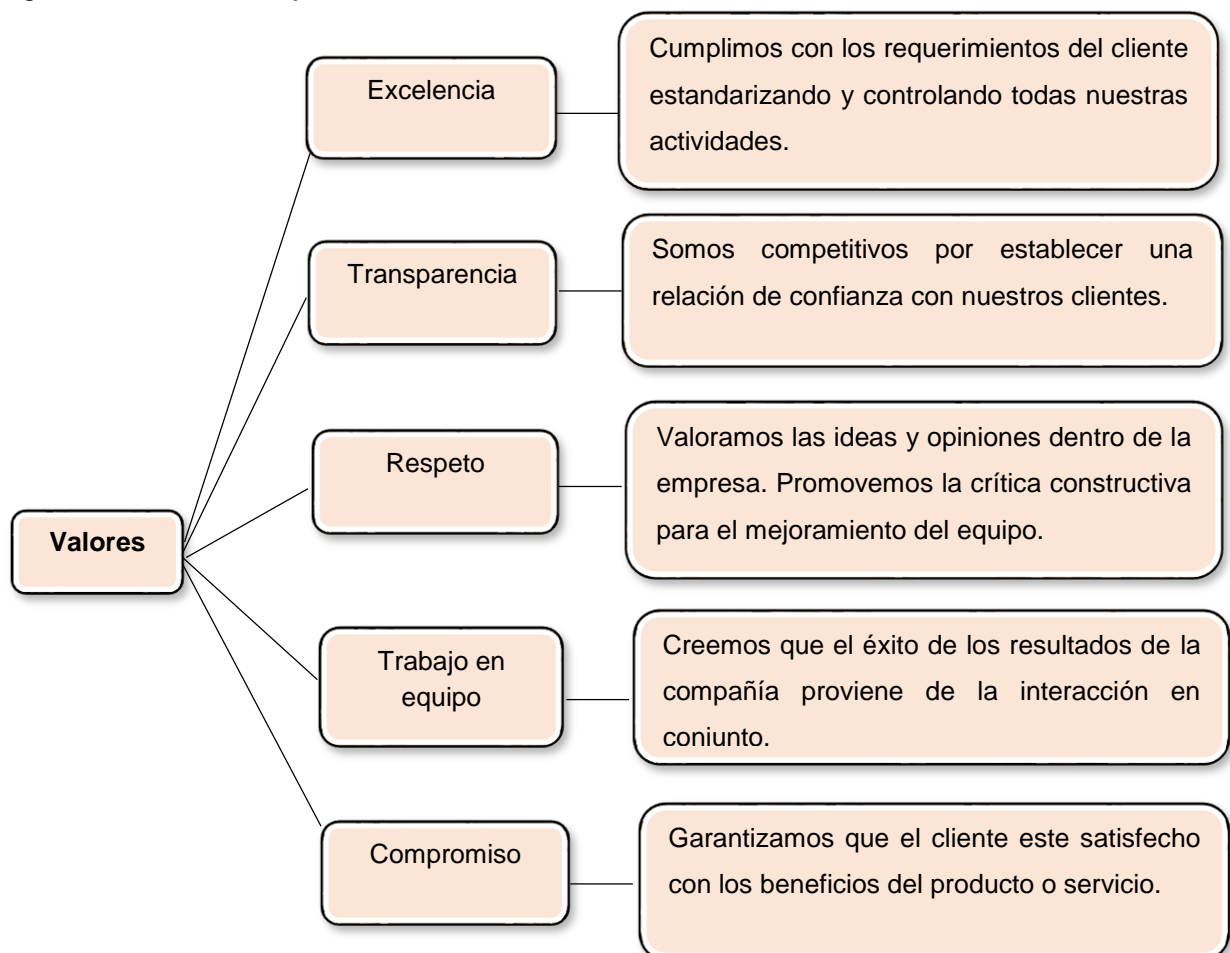 Excelencia
Cumplimos con los requerimientos del cliente
estandarizando y controlando todas nuestras
actividades.
Transparencia
Somos competitivos por establecer una
relación de confianza con nuestros clientes.
Respeto
Valoramos las ideas y opiniones dentro de la
empresa. Promovemos la crítica constructiva
para el mejoramiento del equipo.
Valores
Trabajo en
equipo
Creemos que el éxito de los resultados de la
compañía proviene de la interacción en
conjunto.
Compromiso
Garantizamos que el cliente este satisfecho
con los beneficios del producto o servicio.